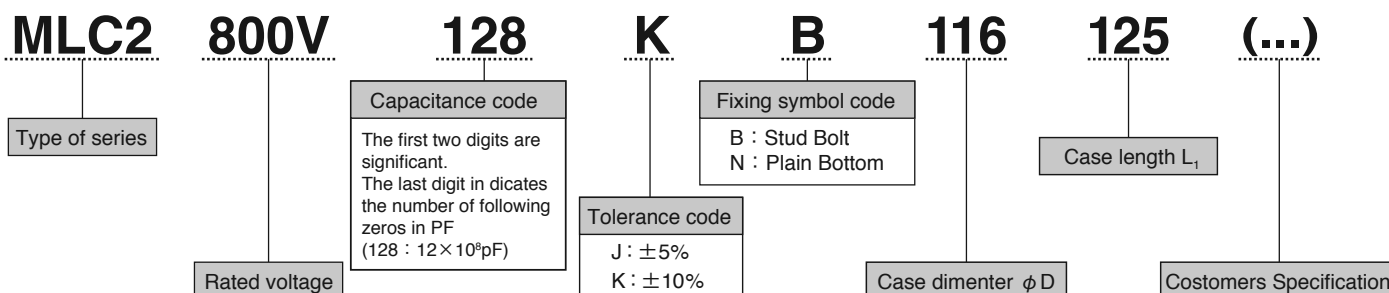 MLC2 800V 128 K B 116 125 (...)
Type of series
Rated voltage
Capacitance code
The first two digits are
significant.
The last digit in dicates
the number of following
zeros in PF
(128：12×10⁸pF)
Tolerance code
J：±5%
K：±10%
Fixing symbol code
B：Stud Bolt
N：Plain Bottom
Case dimenter φD
Case length L₁
Costomers Specification